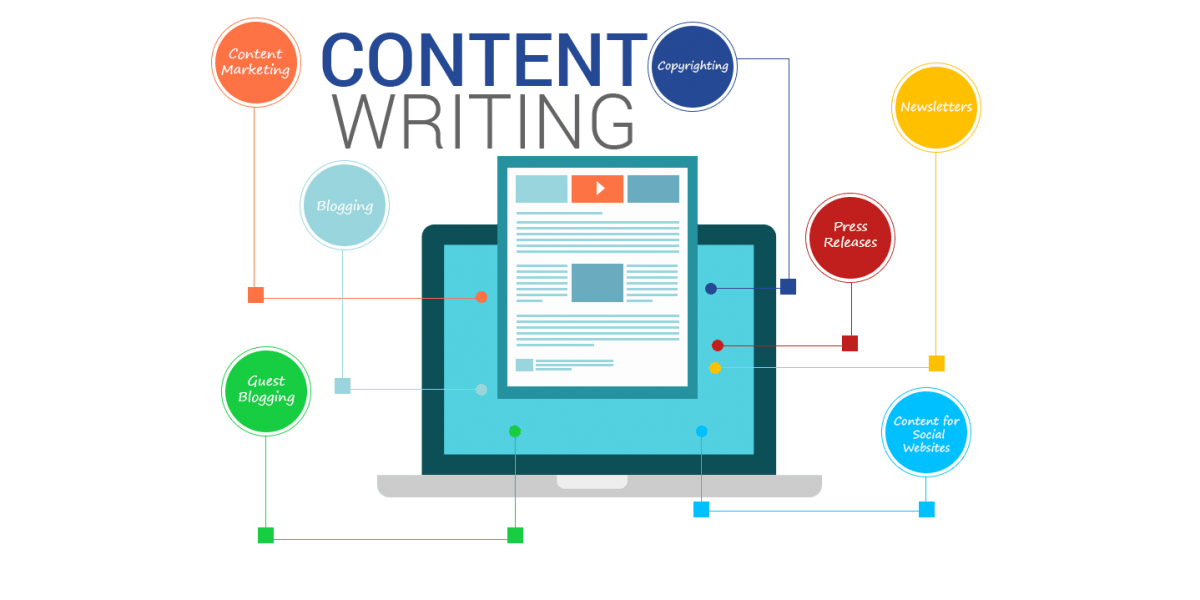 CONTENT
WRITING
Content
Marketing
Copyrighting
Newsletters
Blogging
Press
Releases
Guest
Blogging
Content for
Social
Websites